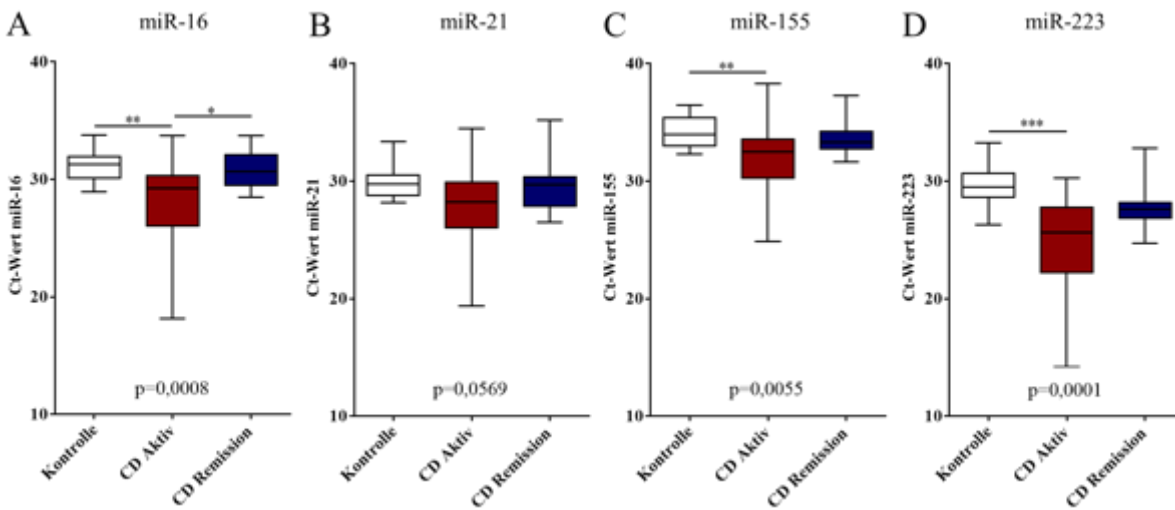 A miR-16
40
30
20
10
Ct-Wert miR-16
**
*
p=0,0008
Kontrolle
CD Aktiv
CD Remission
B miR-21
40
30
20
10
Ct-Wert miR-21
p=0,0569
Kontrolle
CD Aktiv
CD Remission
C miR-155
40
30
20
10
Ct-Wert miR-155
**
p=0,0055
Kontrolle
CD Aktiv
CD Remission
D miR-223
40
30
20
10
Ct-Wert miR-223
***
p=0,0001
Kontrolle
CD Aktiv
CD Remission